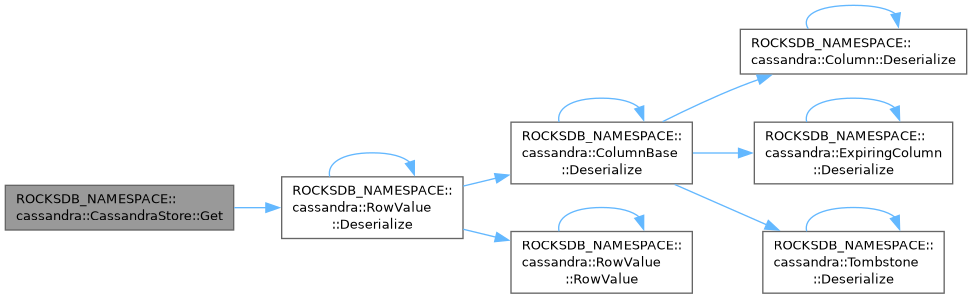 ROCKSDB_NAMESPACE::
cassandra::CassandraStore::Get
ROCKSDB_NAMESPACE::
cassandra::RowValue
::Deserialize
ROCKSDB_NAMESPACE::
cassandra::ColumnBase
::Deserialize
ROCKSDB_NAMESPACE::
cassandra::RowValue
::RowValue
ROCKSDB_NAMESPACE::
cassandra::Column::Deserialize
ROCKSDB_NAMESPACE::
cassandra::ExpiringColumn
::Deserialize
ROCKSDB_NAMESPACE::
cassandra::Tombstone
::Deserialize